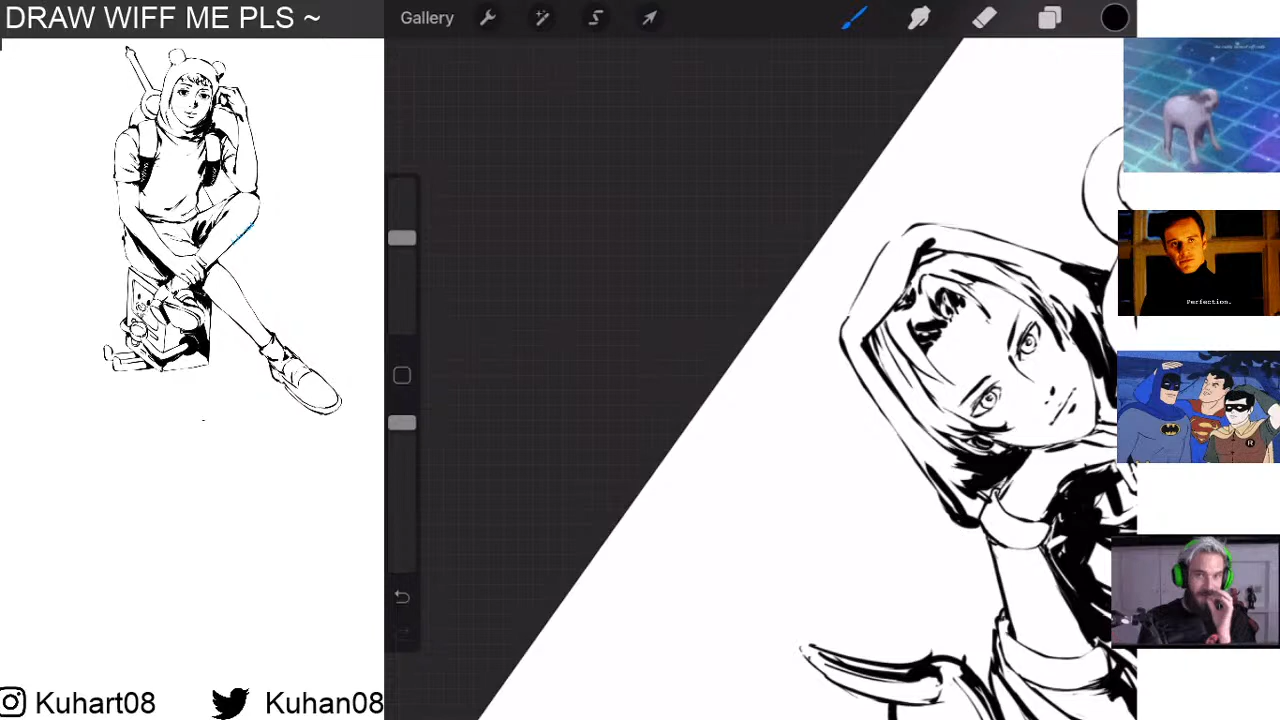 DRAW WIFF ME PLS ~
Gallery
Perfection.
R
Kuhart08
Kuhan08